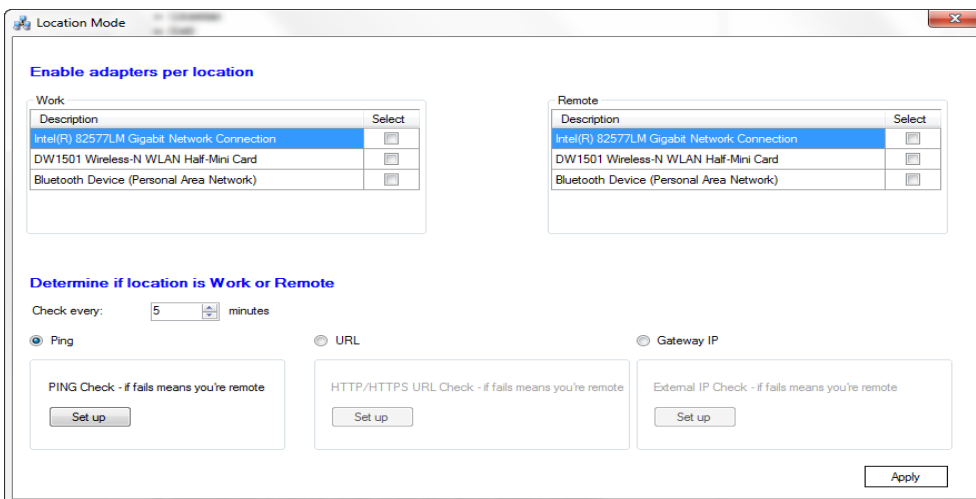 Location Mode
Enable adapters per location
Work
Description Select
Intel(R) 82577LM Gigabit Network Connection
DW1501 Wireless-N WLAN Half-Mini Card
Bluetooth Device (Personal Area Network)
Remote
Description Select
Intel(R) 82577LM Gigabit Network Connection
DW1501 Wireless-N WLAN Half-Mini Card
Bluetooth Device (Personal Area Network)
Determine if location is Work or Remote
Check every: 5 minutes
Ping
URL
Gateway IP
PING Check - if fails means you're remote
Set up
HTTP/HTTPS URL Check - if fails means you're remote
Set up
External IP Check - if fails means you're remote
Set up
Apply